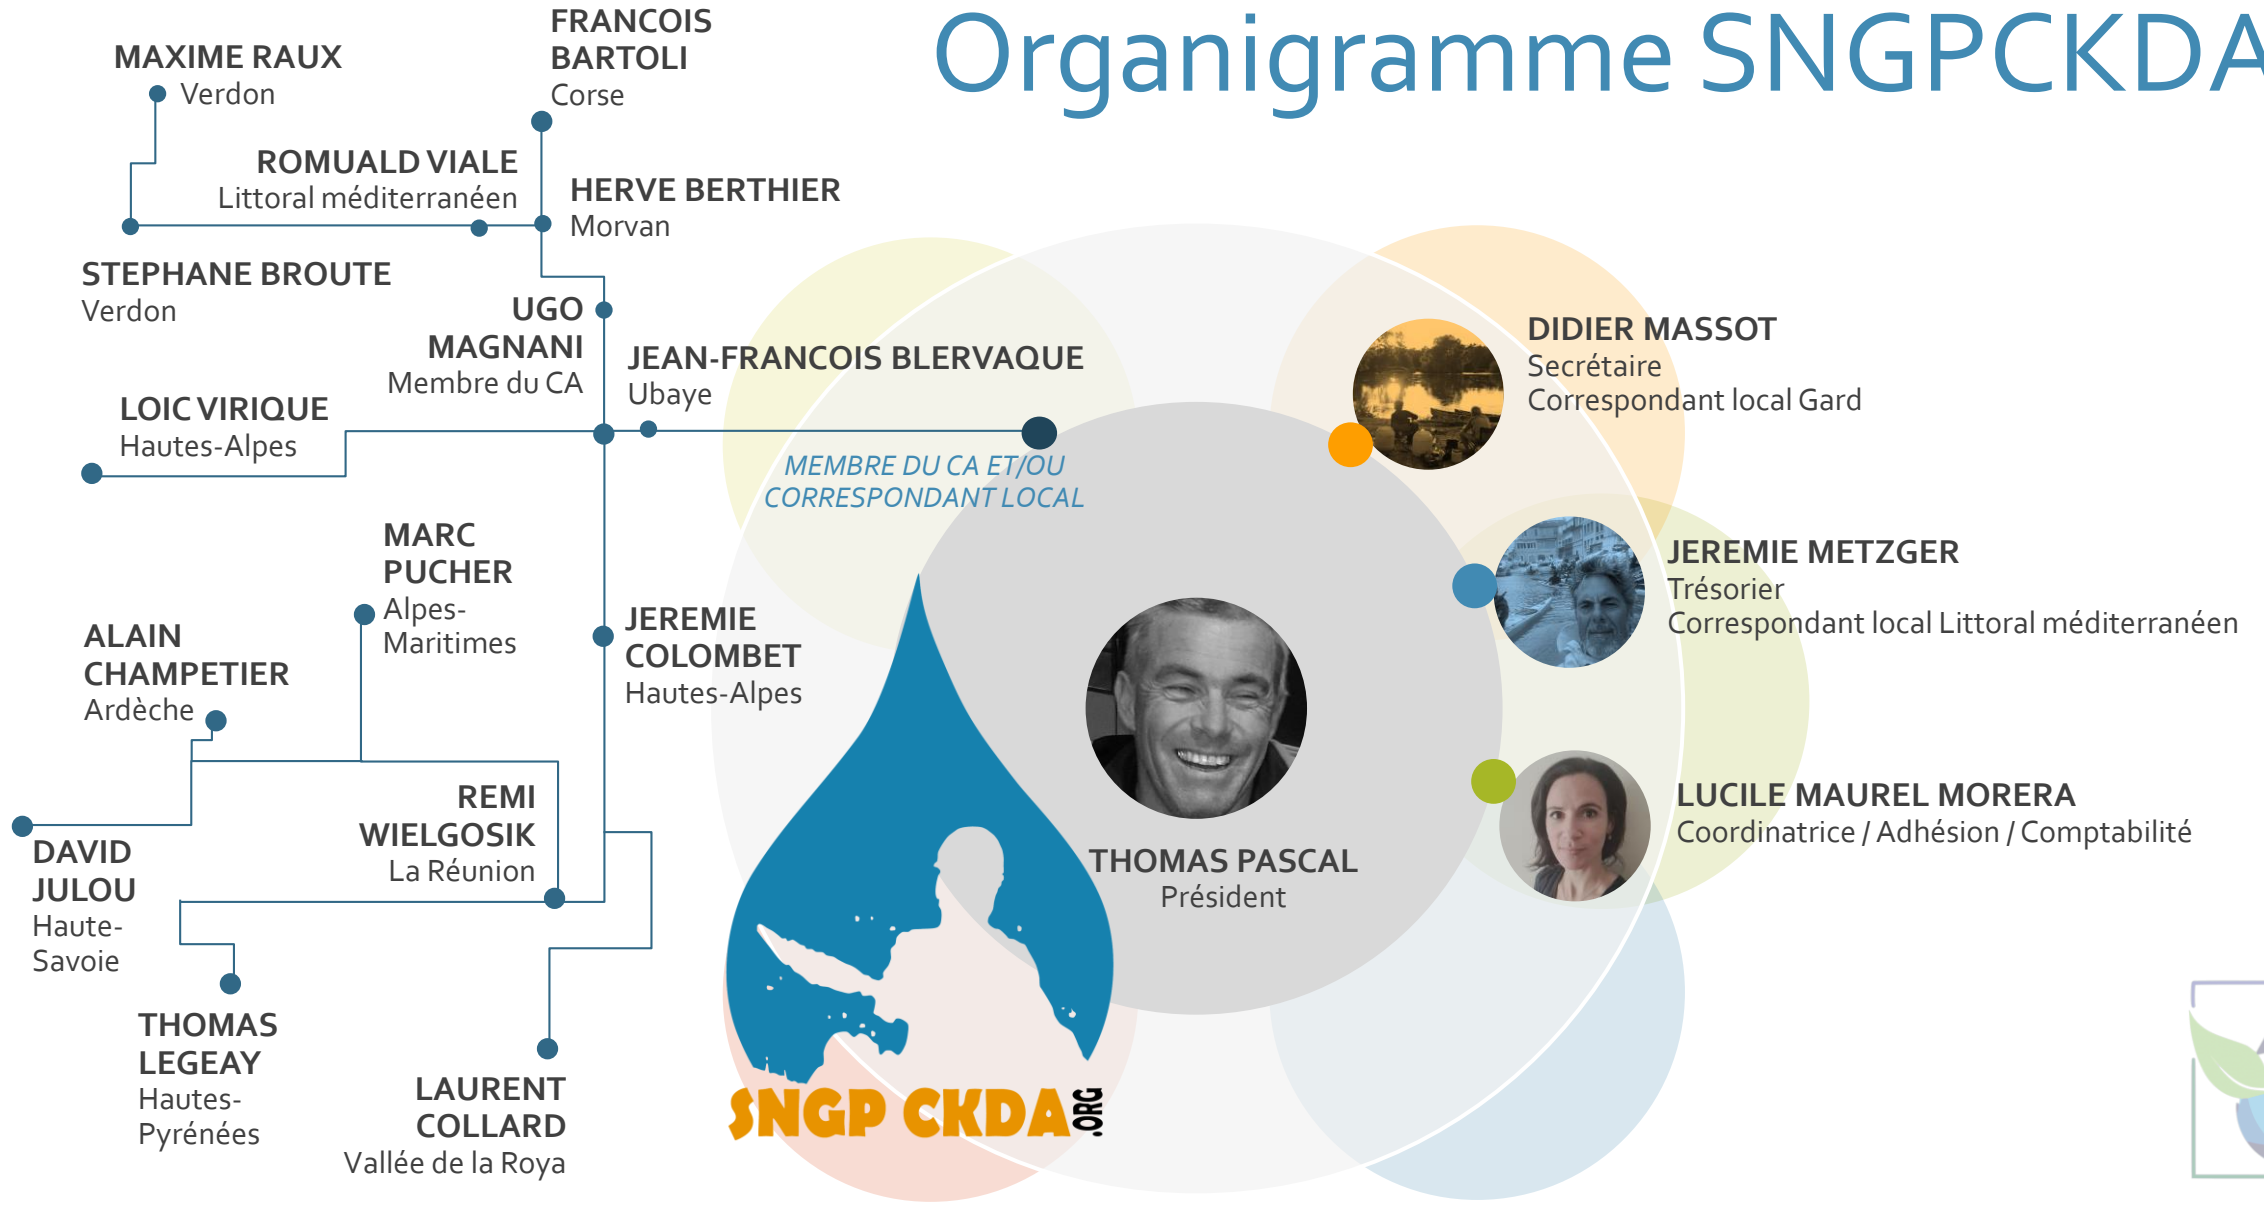 Organigramme SNGPCKDA
MAXIME RAUX
Verdon
FRANCOIS
BARTOLI
Corse
ROMUALD VIALE
Littoral méditerranéen
HERVE BERTHIER
Morvan
STEPHANE BROUTE
Verdon
UGO
MAGNANI
Membre du CA
JEAN-FRANCOIS BLERVAQUE
Ubaye
LOIC VIRIQUE
Hautes-Alpes
MEMBRE DU CA ET/OU
CORRESPONDANT LOCAL
MARC
PUCHER
Alpes-
Maritimes
ALAIN
CHAMPETIER
Ardèche
JEREMIE
COLOMBET
Hautes-Alpes
REMI
WIELGOSIK
La Réunion
DAVID
JULOU
Haute-
Savoie
THOMAS
LEGEAY
Hautes-
Pyrénées
LAURENT
COLLARD
Vallée de la Roya
DIDIER MASSOT
Secrétaire
Correspondant local Gard
JEREMIE METZGER
Trésorier
Correspondant local Littoral méditerranéen
LUCILE MAUREL MORERA
Coordinatrice / Adhésion / Comptabilité
THOMAS PASCAL
Président
SNGP CKDA.ORG